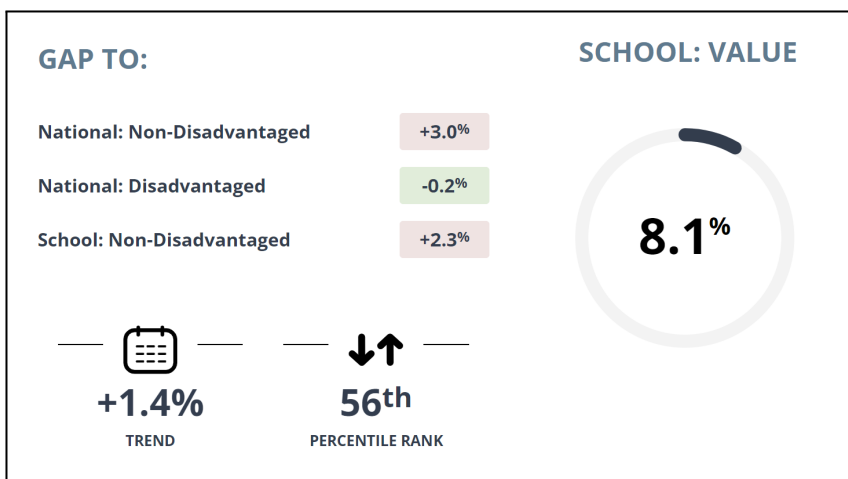 GAP TO:
SCHOOL: VALUE
National: Non-Disadvantaged +3.0%
National: Disadvantaged -0.2%
School: Non-Disadvantaged +2.3%
8.1%
+1.4% 56th
TREND PERCENTILE RANK